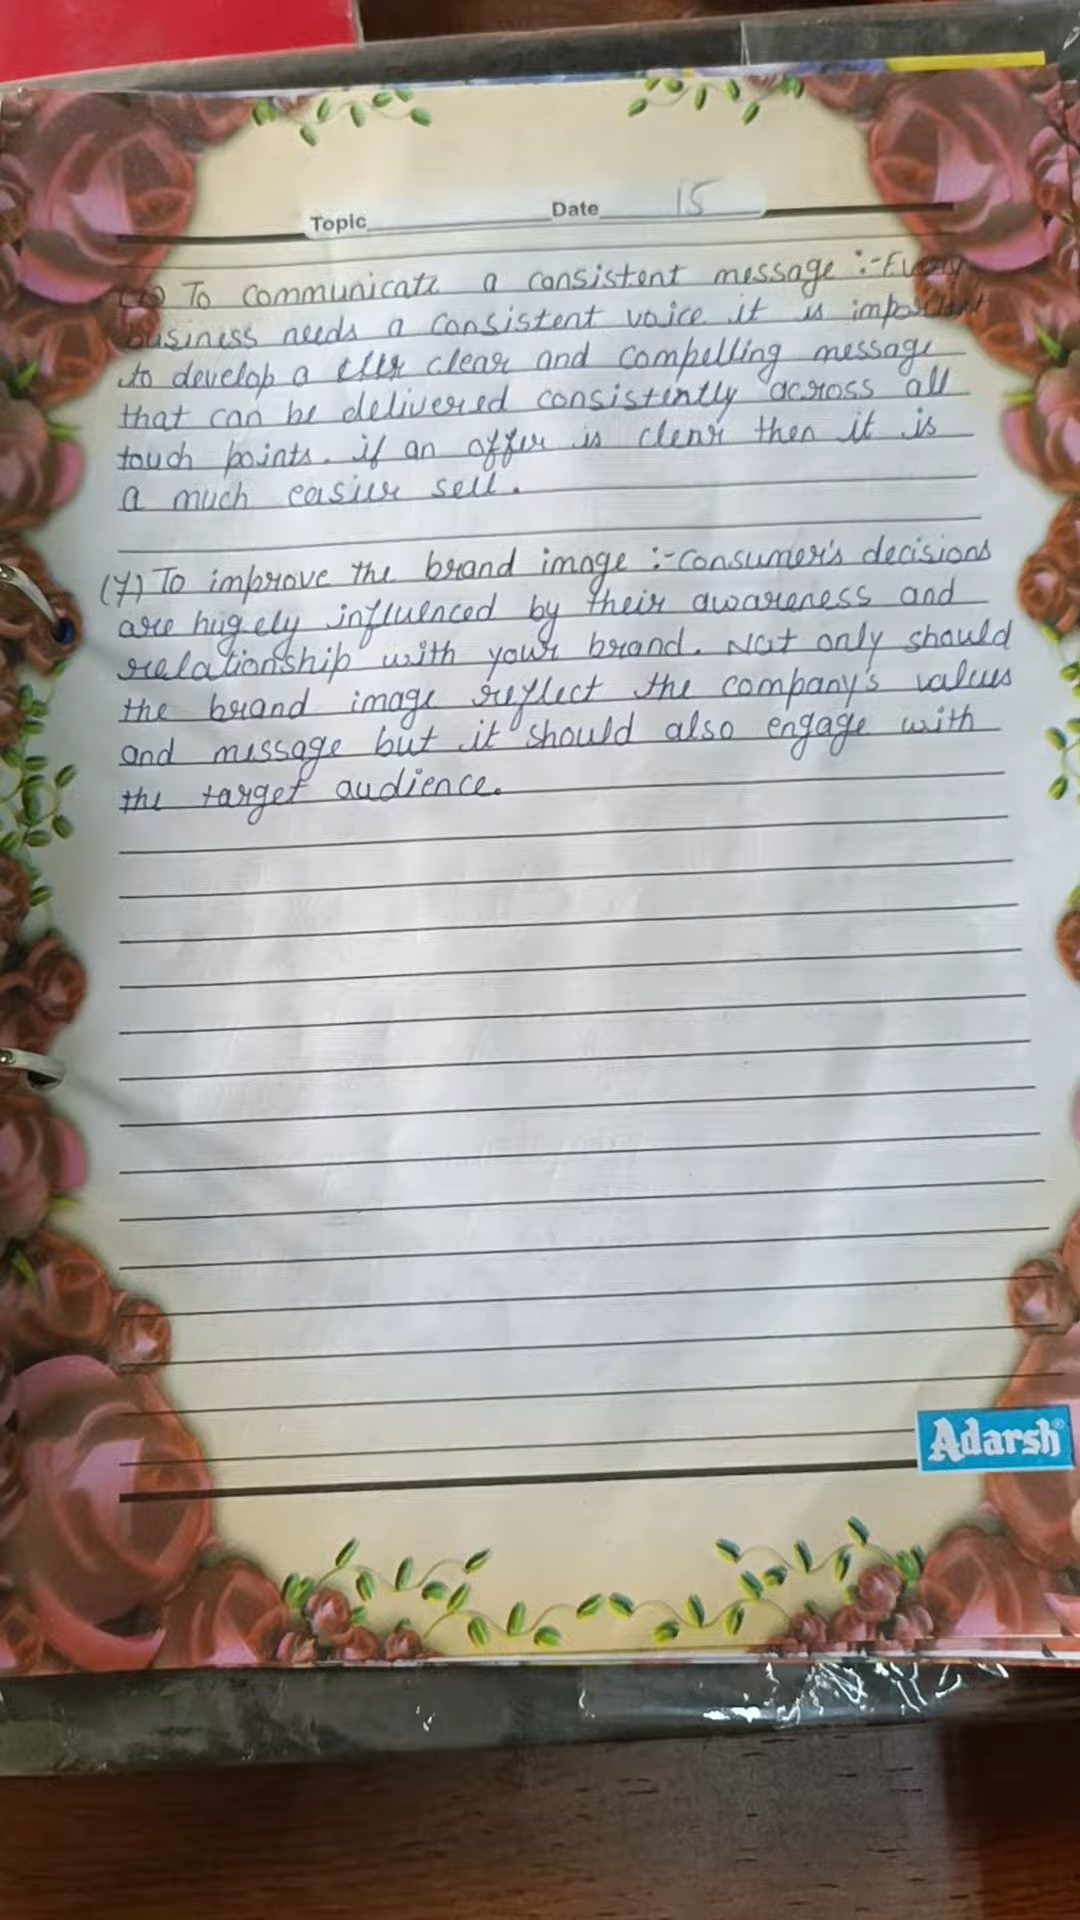 Topic Date 15
To communicate a consistent message :- Every
business needs a consistent voice it is important
to develop a clear and compelling message
that can be delivered consistently across all
touch points. if an offer is clear then it is
a much easier sell.
(7) To improve the brand image :- Consumer's decisions
are hugely influenced by their awareness and
relationship with your brand. Not only should
the brand image reflect the company's values
and message but it should also engage with
the target audience.
Adarsh®